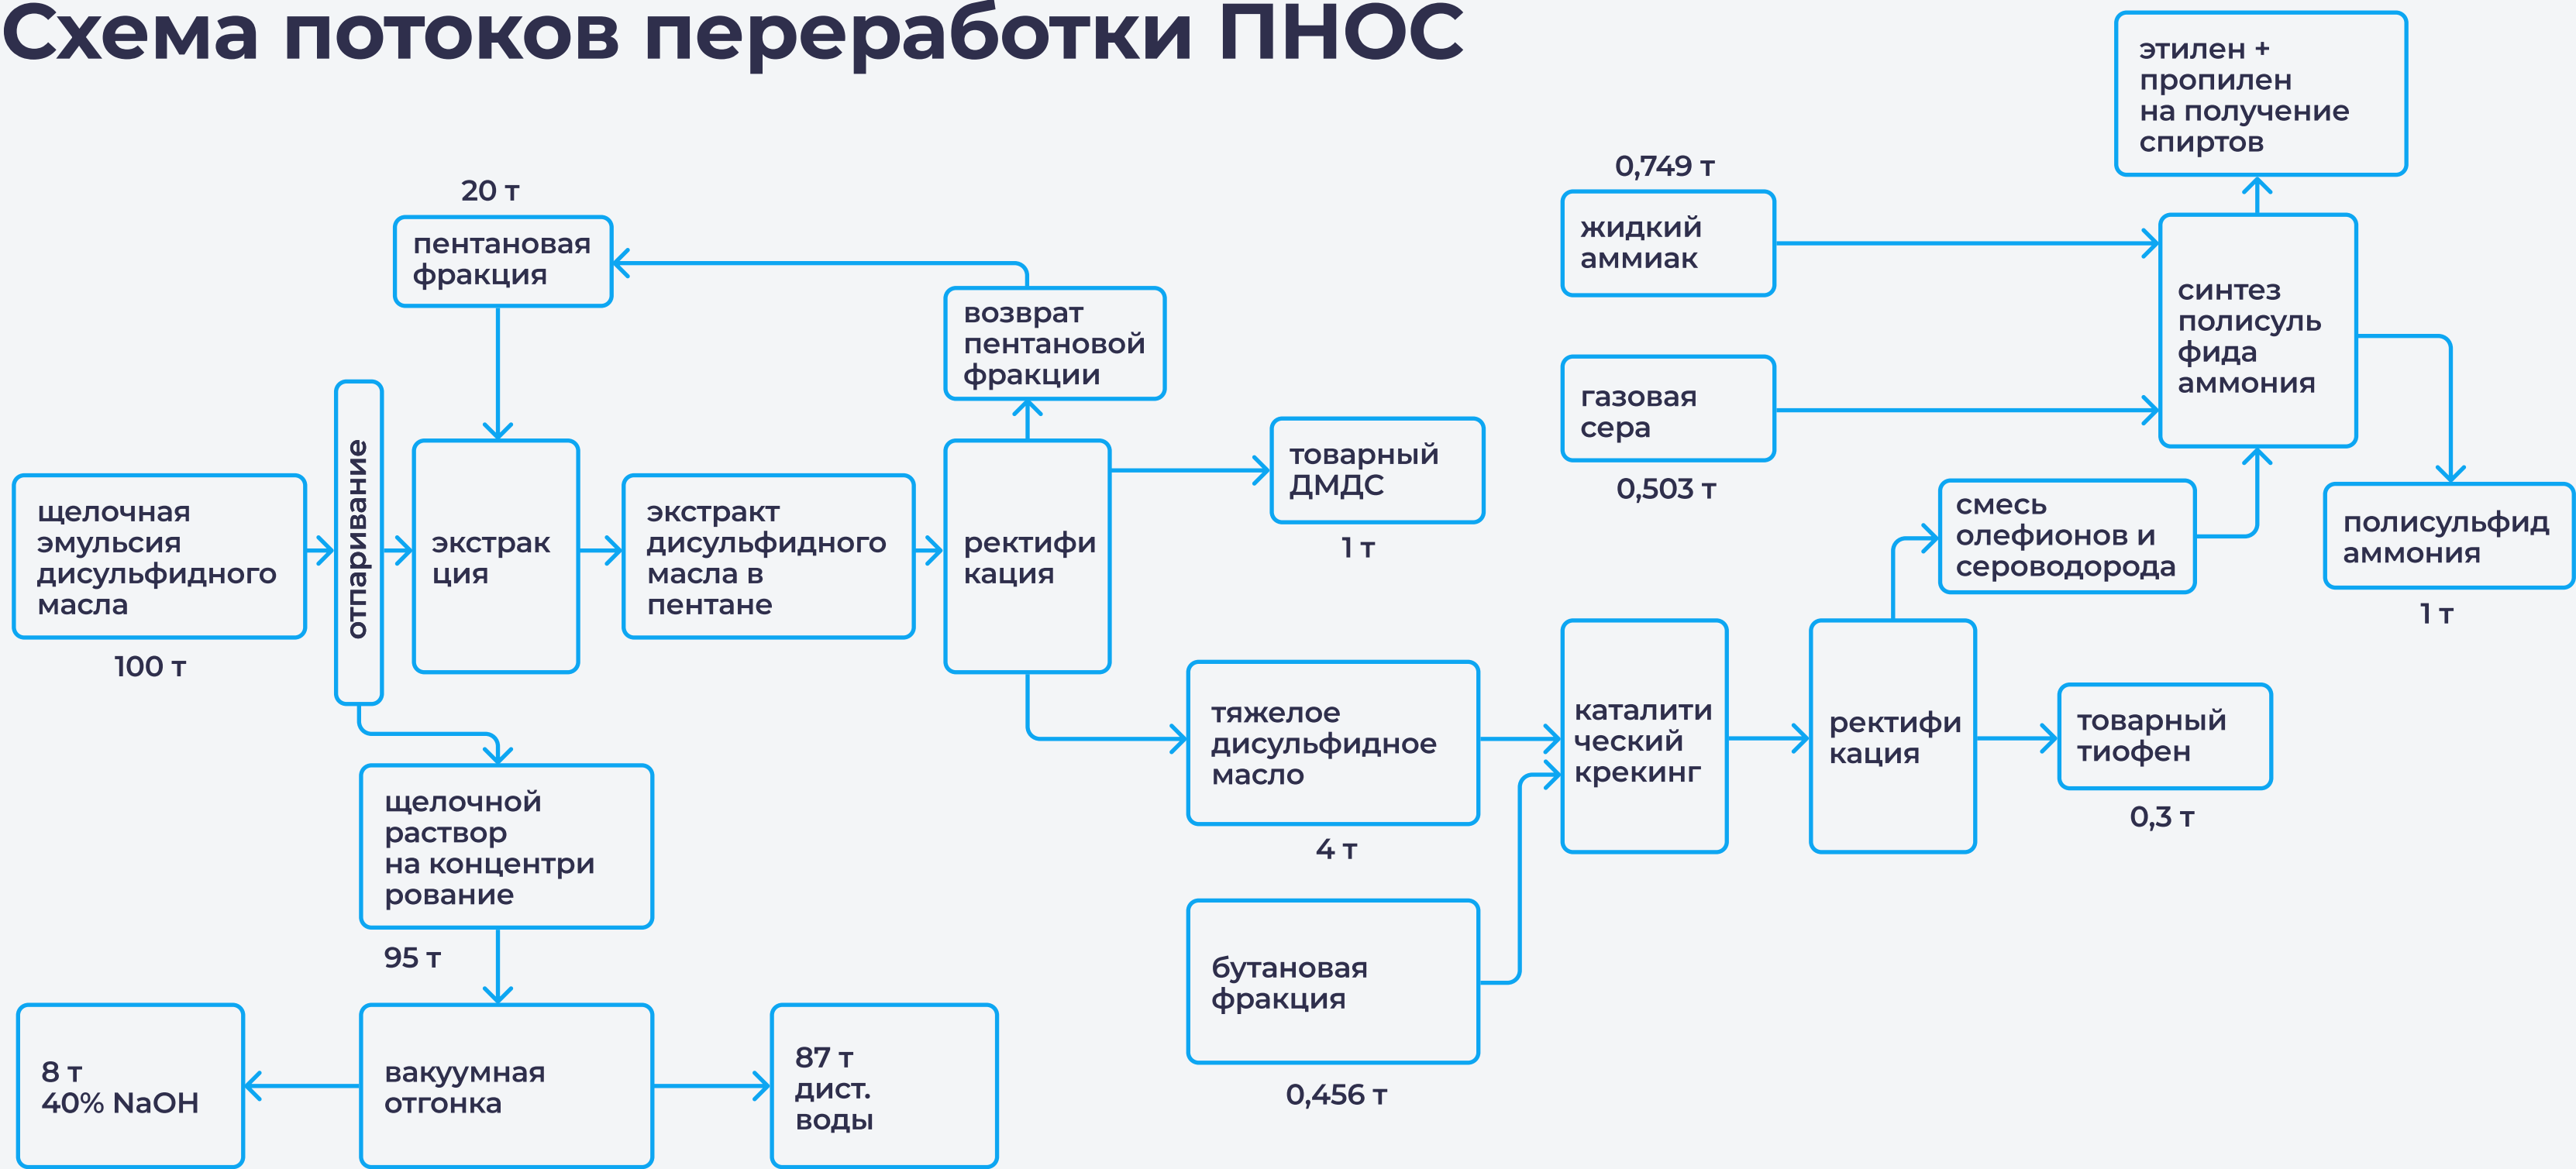 Схема потоков переработки ПНОС
этилен +
пропилен
на получение
спиртов
0,749 т
жидкий
аммиак
20 т
пентановая
фракция
возврат
пентановой
фракции
синтез
полисуль
фида
аммония
газовая
сера
0,503 т
товарный
ДМДС
1 т
щелочная
эмульсия
дисульфидного
масла
100 т
отпаривание
экстрак
ция
экстракт
дисульфидного
масла в
пентане
ректифи
кация
смесь
олефионов и
сероводорода
полисульфид
аммония
1 т
тяжелое
дисульфидное
масло
4 т
каталити
ческий
крекинг
ректифи
кация
товарный
тиофен
0,3 т
щелочной
раствор
на концентри
рование
95 т
бутановая
фракция
0,456 т
8 т
40% NaOH
вакуумная
отгонка
87 т
дист.
воды